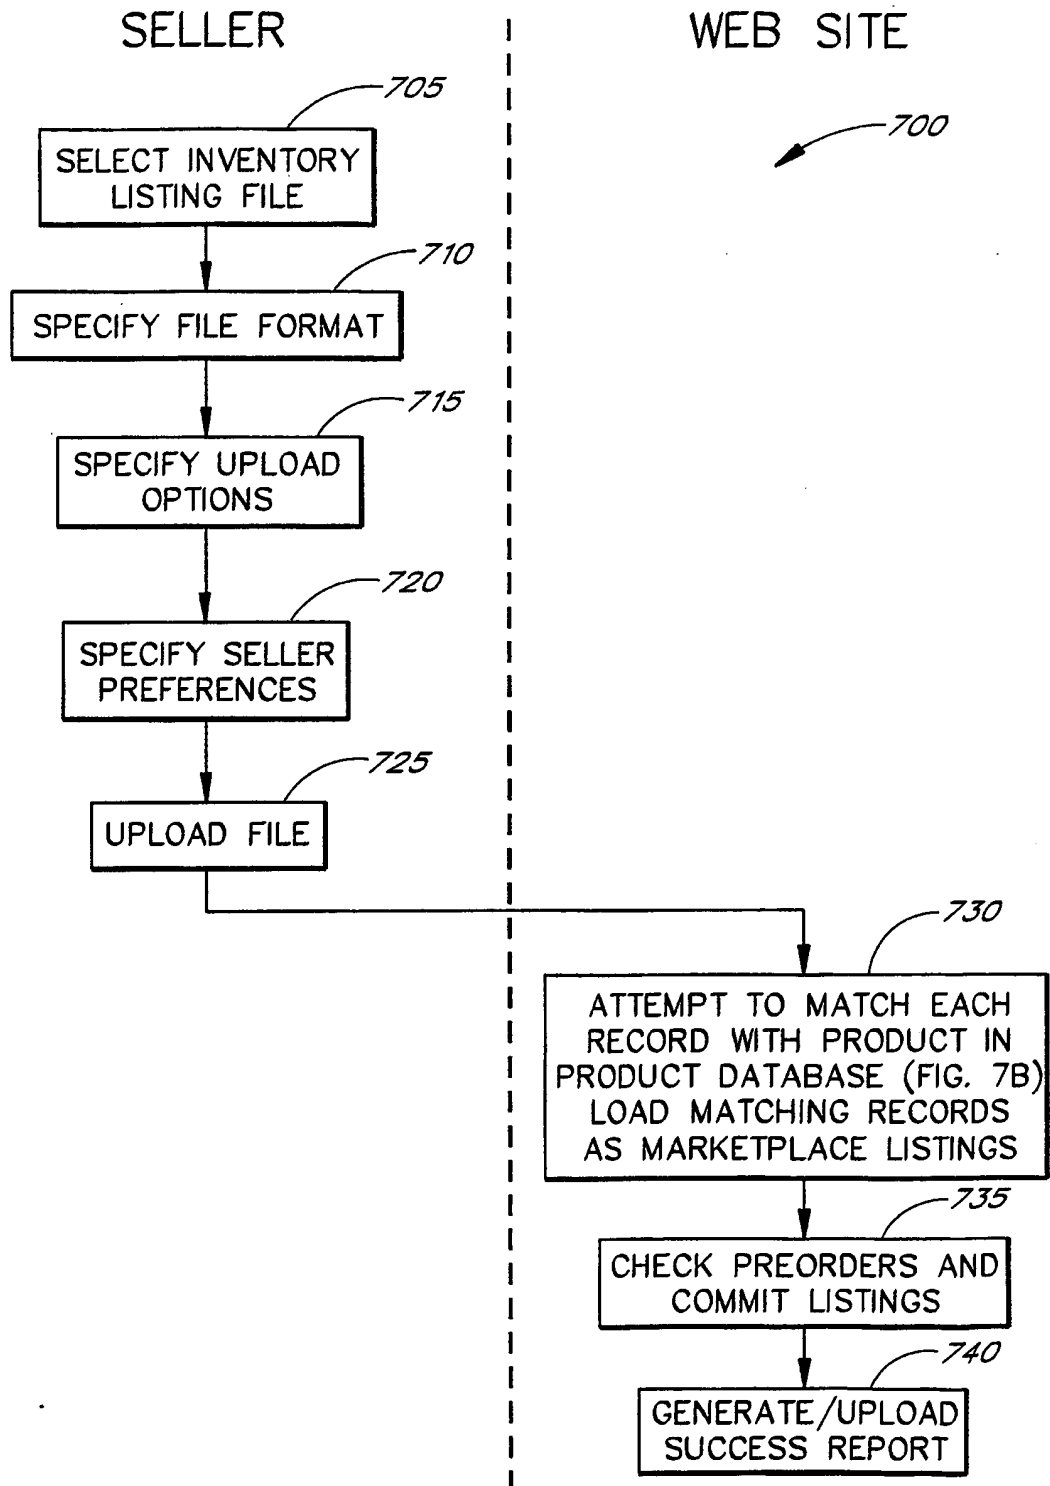 SELLER
WEB SITE
705
700
SELECT INVENTORY
LISTING FILE
710
SPECIFY FILE FORMAT
715
SPECIFY UPLOAD
OPTIONS
720
SPECIFY SELLER
PREFERENCES
725
UPLOAD FILE
730
ATTEMPT TO MATCH EACH
RECORD WITH PRODUCT IN
PRODUCT DATABASE (FIG. 7B)
LOAD MATCHING RECORDS
AS MARKETPLACE LISTINGS
735
CHECK PREORDERS AND
COMMIT LISTINGS
740
GENERATE/UPLOAD
SUCCESS REPORT